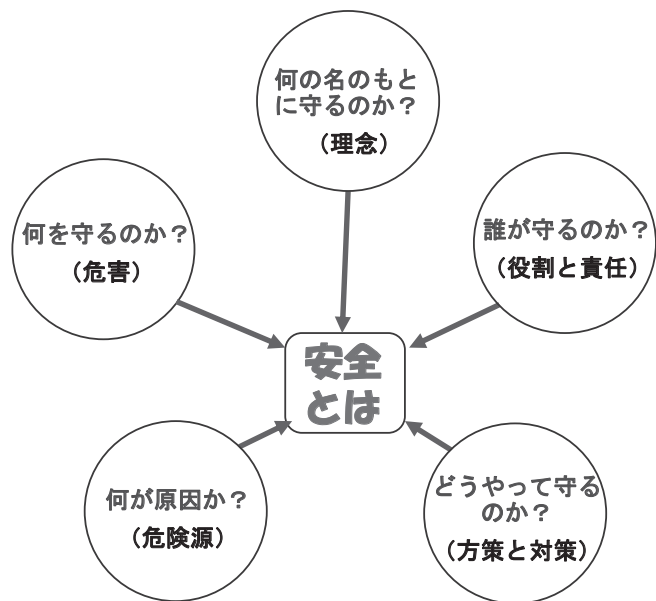 何の名のもと
に守るのか？
（理念）
何を守るのか？
（危害）
誰が守るのか？
（役割と責任）
安全
とは
何が原因か？
（危険源）
どうやって守る
のか？
（方策と対策）